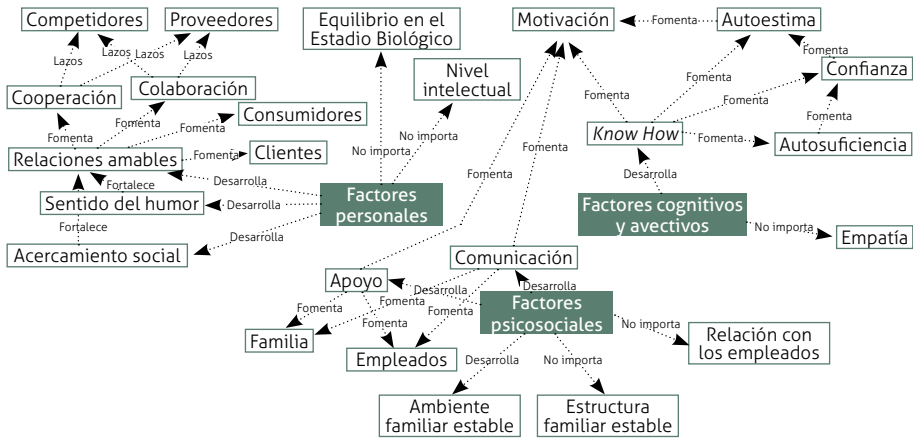 Competidores
Proveedores
Equilibrio en el
Estadio Biológico
Motivación
Fomenta
Autoestima
Lazos
Lazos
Lazos
Lazos
Fomenta
Confianza
Nivel
intelectual
Cooperación
Colaboración
Fomenta
Fomenta
Fomenta
Consumidores
Fomenta
Fomenta
Fomenta
No importa
No importa
Know How
Fomenta
Autosuficiencia
Relaciones amables
Fomenta
Clientes
Fomenta
Desarrolla
Fortalece
Desarrolla
Fomenta
Factores
personales
Sentido del humor
Desarrolla
Factores cognitivos
y avectivos
Fortalece
Desarrolla
No importa
Empatía
Acercamiento social
Comunicación
Apoyo
Desarrolla
Desarrolla
Fomenta
Fomenta
Fomenta
Fomenta
Factores
psicosociales
No importa
Relación con
los empleados
Familia
Empleados
Desarrolla
No importa
Ambiente
familiar estable
Estructura
familiar estable